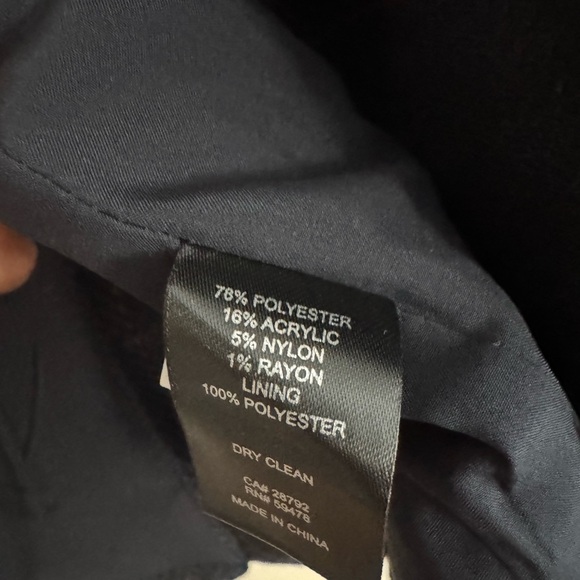 78% POLYESTER
16% ACRYLIC
5% NYLON
1% RAYON
LINING
100% POLYESTER
DRY CLEAN
CA# 28792
RN# 59478
MADE IN CHINA